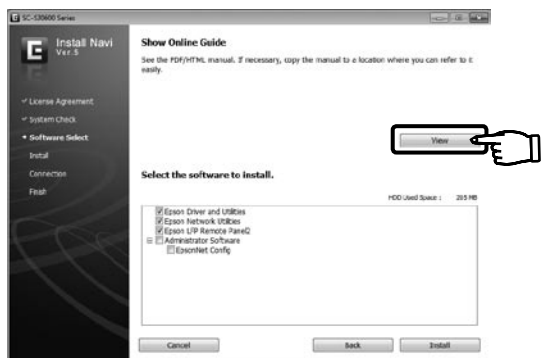 SC-S30600 Series
Install Navi
Ver.5
License Agreement
System Check
Software Select
Install
Connection
Finish
Show Online Guide
See the PDF/HTML manual. If necessary, copy the manual to a location where you can refer to it
easily.
View
Select the software to install.
HDD Used Space : 205 MB
Epson Driver and Utilities
Epson Network Utilities
Epson LFP Remote Panel2
Administrator Software
EpsonNet Config
Cancel
Back
Install